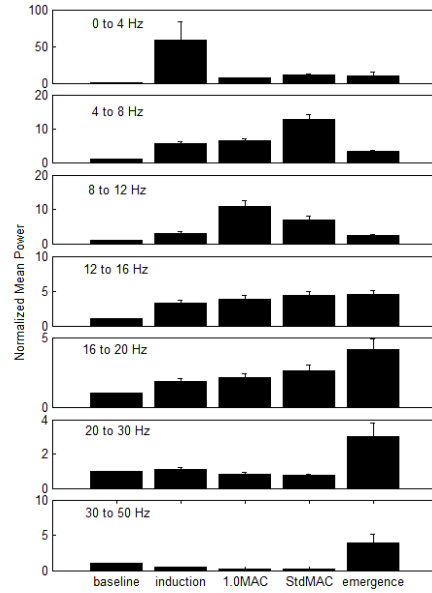 Normalized Mean Power
100
50
0
0 to 4 Hz
20
10
0
4 to 8 Hz
20
10
0
8 to 12 Hz
10
5
0
12 to 16 Hz
5
0
16 to 20 Hz
4
2
0
20 to 30 Hz
10
5
0
30 to 50 Hz
baseline induction 1.0MAC StdMAC emergence